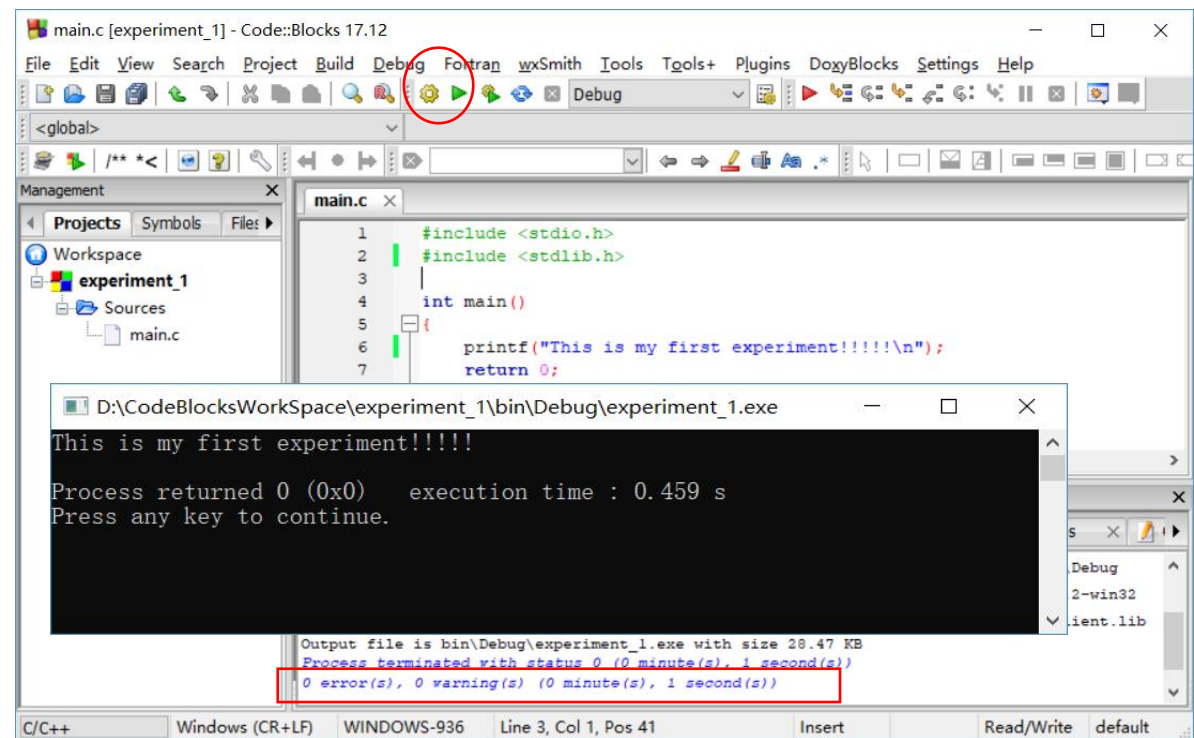 main.c [experiment_1] - Code::Blocks 17.12
File Edit View Search Project Build Debug Fortran wxSmith Tools Tools+ Plugins DoxyBlocks Settings Help
Debug
<global>
/** *<
.*
Management
Projects Symbols Files
main.c
Workspace
experiment_1
Sources
main.c
1 #include <stdio.h>
2 #include <stdlib.h>
3
4 int main()
5 {
6 printf("This is my first experiment!!!!!\n");
7 return 0;
D:\CodeBlocksWorkSpace\experiment_1\bin\Debug\experiment_1.exe
This is my first experiment!!!!!
Process returned 0 (0x0) execution time : 0.459 s
Press any key to continue.
s
Debug
2-win32
ient.lib
Output file is bin\Debug\experiment_1.exe with size 28.47 KB
Process terminated with status 0 (0 minute(s), 1 second(s))
0 error(s), 0 warning(s) (0 minute(s), 1 second(s))
C/C++ Windows (CR+LF) WINDOWS-936 Line 3, Col 1, Pos 41 Insert Read/Write default